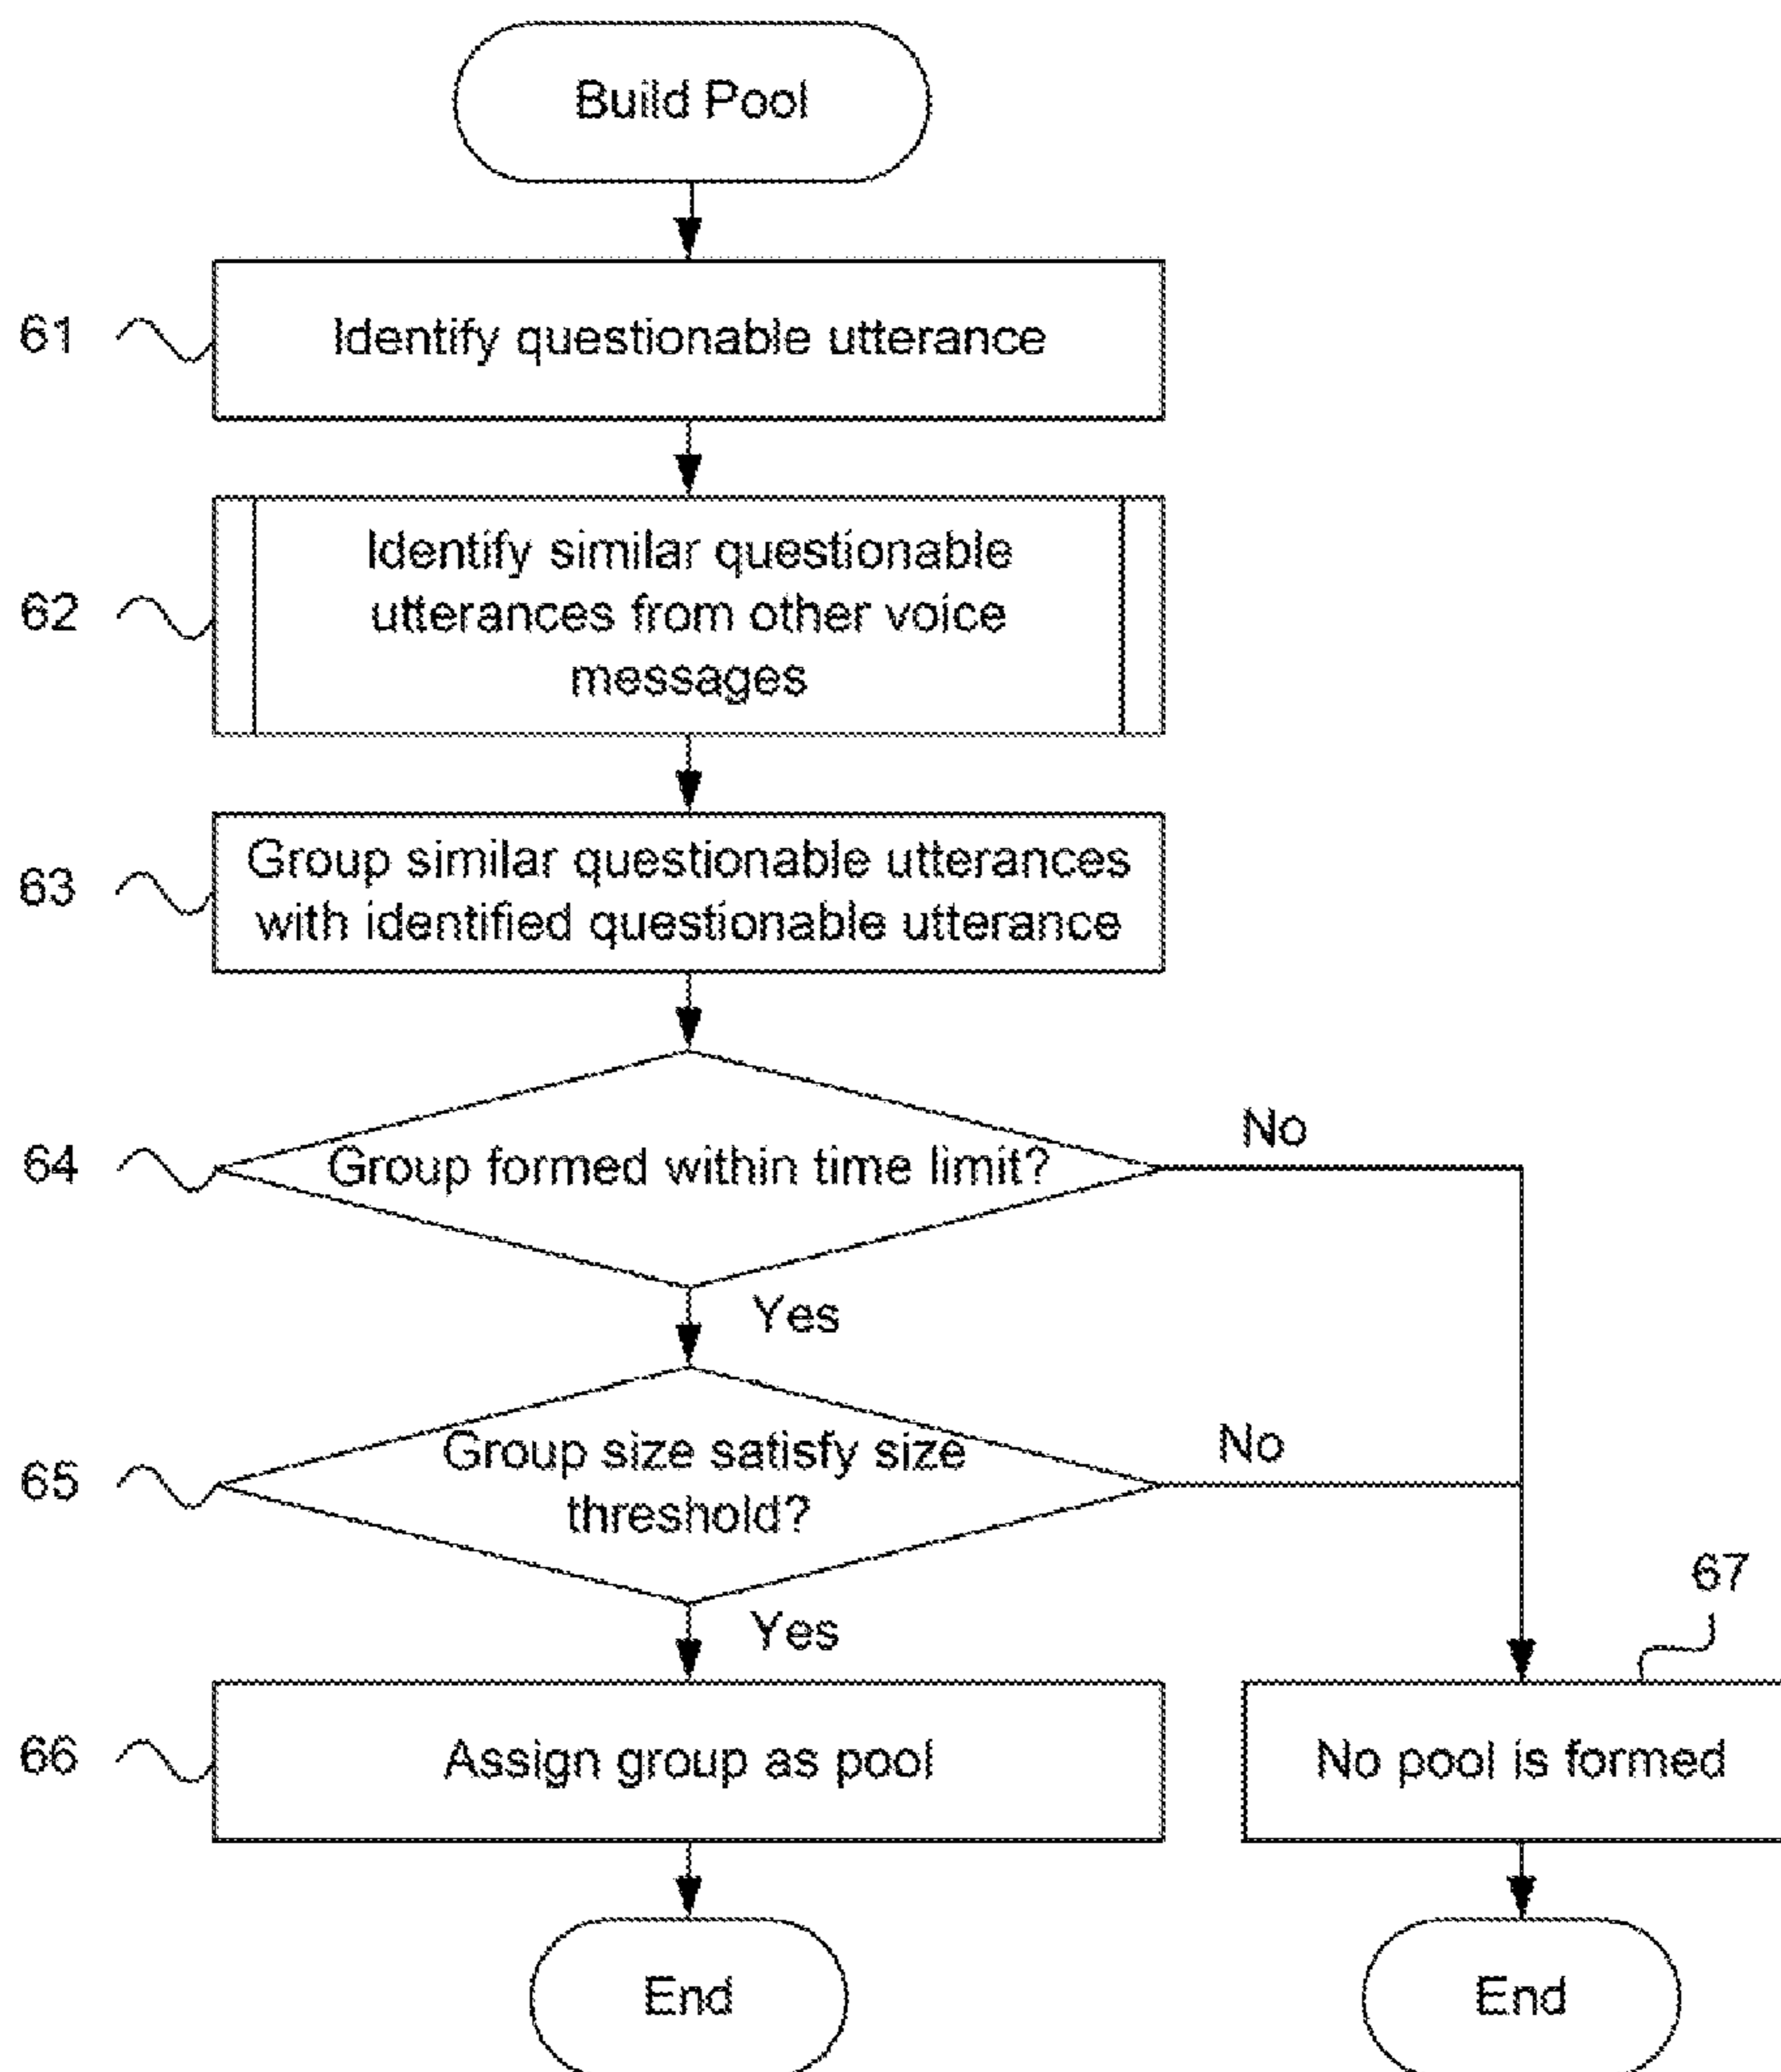 Build Pool
61
Identify questionable utterance
62
Identify similar questionable
utterances from other voice
messages
63
Group similar questionable utterances
with identified questionable utterance
64
Group formed within time limit?
No
Yes
65
Group size satisfy size
threshold?
No
Yes
67
66
Assign group as pool
No pool is formed
End
End